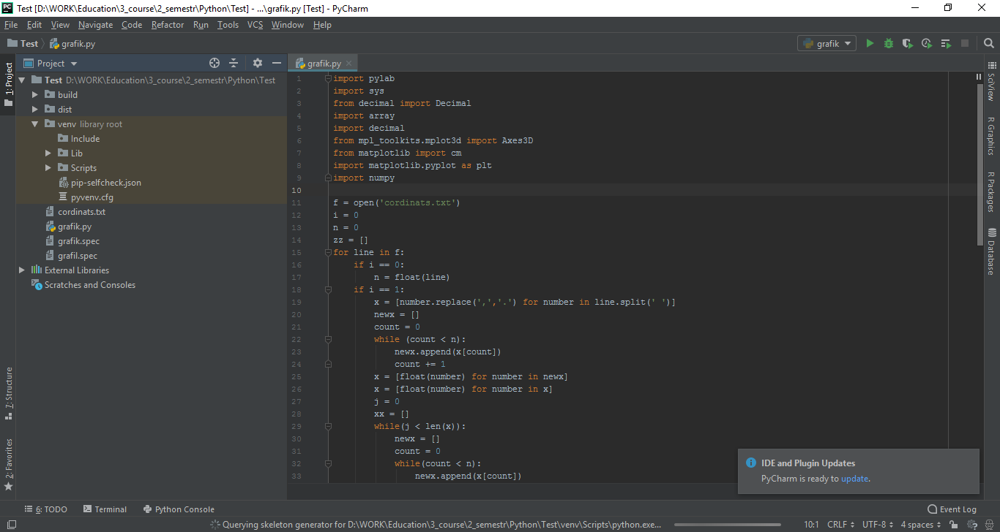 Test [D:\WORK\Education\3_course\2_semestr\Python\Test] - ...\grafik.py [Test] - PyCharm
File Edit View Navigate Code Refactor Run Tools VCS Window Help
Test grafik.py
grafik
1: Project
Project
grafik.py
Test D:\WORK\Education\3_course\2_semestr\Python\Test
build
dist
venv library root
Include
Lib
Scripts
pip-selfcheck.json
pyvenv.cfg
cordinats.txt
grafik.py
grafik.spec
grafil.spec
External Libraries
Scratches and Consoles
7: Structure
2: Favorites
1 import pylab
2 import sys
3 from decimal import Decimal
4 import array
5 import decimal
6 from mpl_toolkits.mplot3d import Axes3D
7 from matplotlib import cm
8 import matplotlib.pyplot as plt
9 import numpy
10
11 f = open('cordinats.txt')
12 i = 0
13 n = 0
14 zz = []
15 for line in f:
16 if i == 0:
17 n = float(line)
18 if i == 1:
19 x = [number.replace(',','.') for number in line.split(' ')]
20 newx = []
21 count = 0
22 while (count < n):
23 newx.append(x[count])
24 count += 1
25 x = [float(number) for number in newx]
26 x = [float(number) for number in x]
27 j = 0
28 xx = []
29 while(j < len(x)):
30 newx = []
31 count = 0
32 while(count < n):
33 newx.append(x[count])
SciView
R Graphics
R Packages
Database
IDE and Plugin Updates
PyCharm is ready to update.
6: TODO Terminal Python Console Event Log
Querying skeleton generator for D:\WORK\Education\3_course\2_semestr\Python\Test\venv\Scripts\python.exe... 10:1 CRLF UTF-8 4 spaces